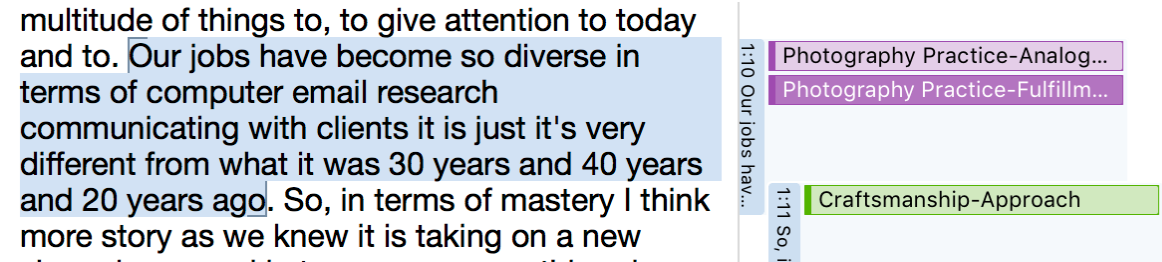 multitude of things to, to give attention to today
and to. Our jobs have become so diverse in
terms of computer email research
communicating with clients it is just it's very
different from what it was 30 years and 40 years
and 20 years ago. So, in terms of mastery I think
more story as we knew it is taking on a new
1:10 Our jobs hav...
Photography Practice-Analog...
Photography Practice-Fulfillm...
1:11 So,
Craftsmanship-Approach